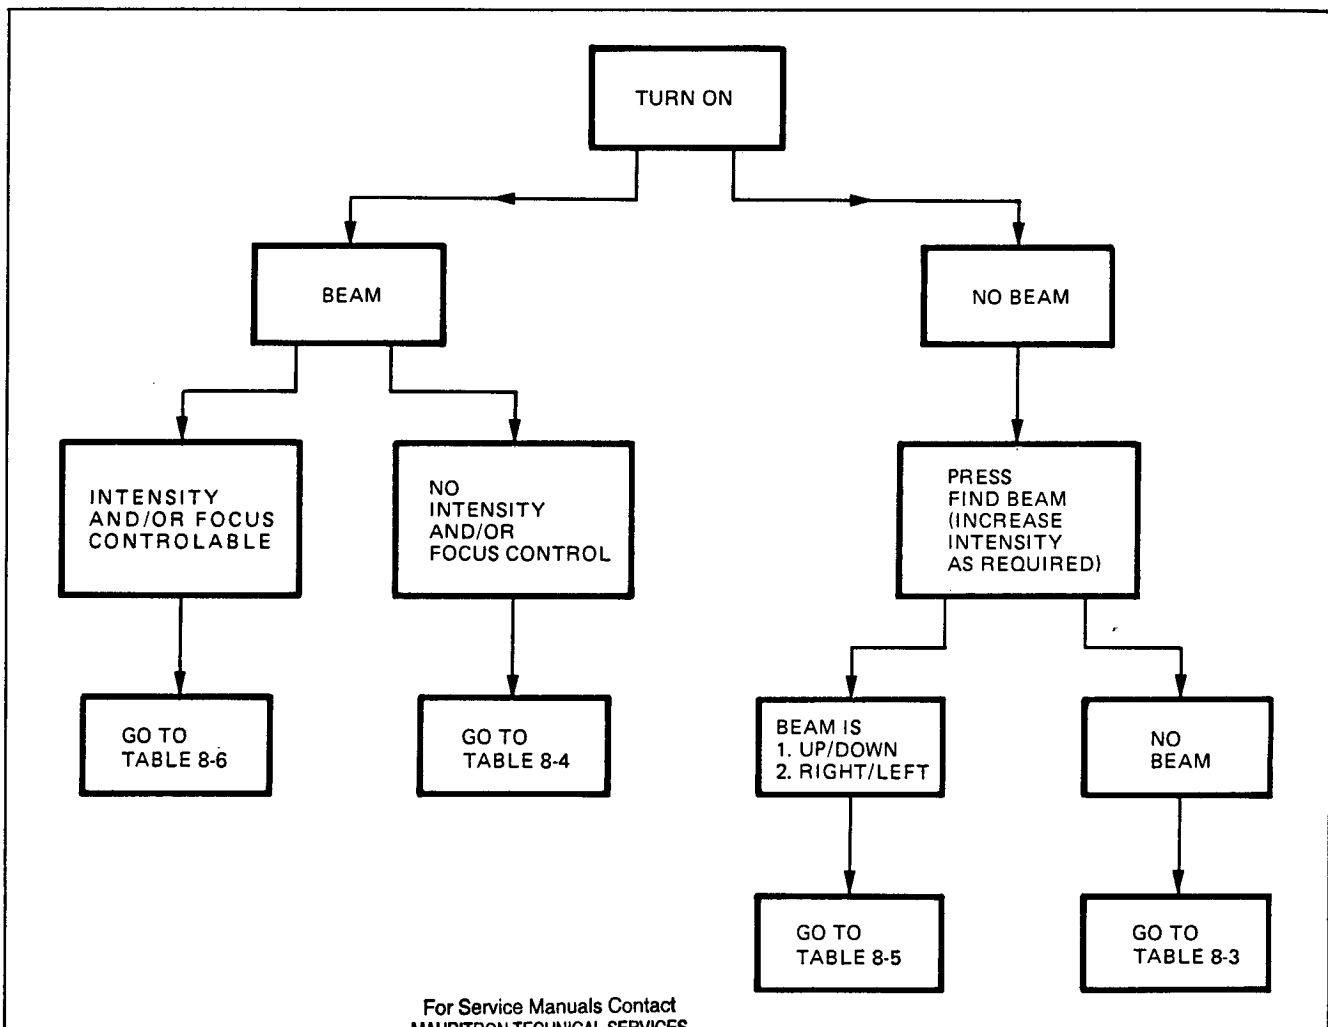 TURN ON
BEAM
NO BEAM
INTENSITY
AND/OR FOCUS
CONTROLABLE
NO
INTENSITY
AND/OR
FOCUS CONTROL
PRESS
FIND BEAM
(INCREASE
INTENSITY
AS REQUIRED)
GO TO
TABLE 8-6
GO TO
TABLE 8-4
BEAM IS
1. UP/DOWN
2. RIGHT/LEFT
NO
BEAM
GO TO
TABLE 8-5
GO TO
TABLE 8-3
For Service Manuals Contact
MAURITRON TECHNICAL SERVICES